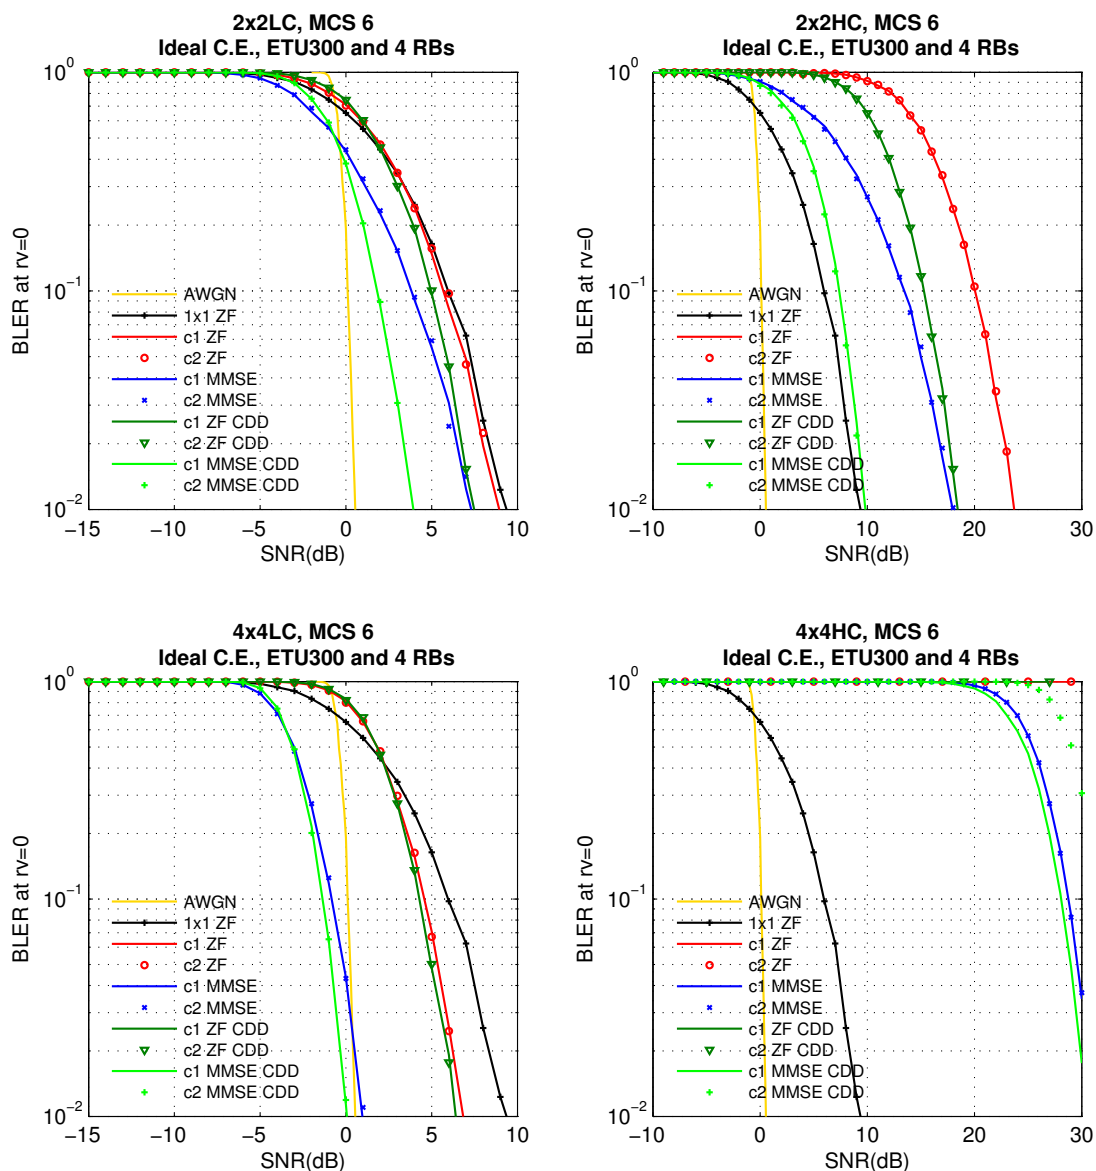 2x2LC, MCS 6
Ideal C.E., ETU300 and 4 RBs
10^0
10^-1
10^-2
BLER at rv=0
AWGN
1x1 ZF
c1 ZF
c2 ZF
c1 MMSE
c2 MMSE
c1 ZF CDD
c2 ZF CDD
c1 MMSE CDD
c2 MMSE CDD
−15 −10 −5 0 5 10
SNR(dB)
2x2HC, MCS 6
Ideal C.E., ETU300 and 4 RBs
10^0
10^-1
10^-2
BLER at rv=0
AWGN
1x1 ZF
c1 ZF
c2 ZF
c1 MMSE
c2 MMSE
c1 ZF CDD
c2 ZF CDD
c1 MMSE CDD
c2 MMSE CDD
−10 0 10 20 30
SNR(dB)
4x4LC, MCS 6
Ideal C.E., ETU300 and 4 RBs
10^0
10^-1
10^-2
BLER at rv=0
AWGN
1x1 ZF
c1 ZF
c2 ZF
c1 MMSE
c2 MMSE
c1 ZF CDD
c2 ZF CDD
c1 MMSE CDD
c2 MMSE CDD
−15 −10 −5 0 5 10
SNR(dB)
4x4HC, MCS 6
Ideal C.E., ETU300 and 4 RBs
10^0
10^-1
10^-2
BLER at rv=0
AWGN
1x1 ZF
c1 ZF
c2 ZF
c1 MMSE
c2 MMSE
c1 ZF CDD
c2 ZF CDD
c1 MMSE CDD
c2 MMSE CDD
−10 0 10 20 30
SNR(dB)